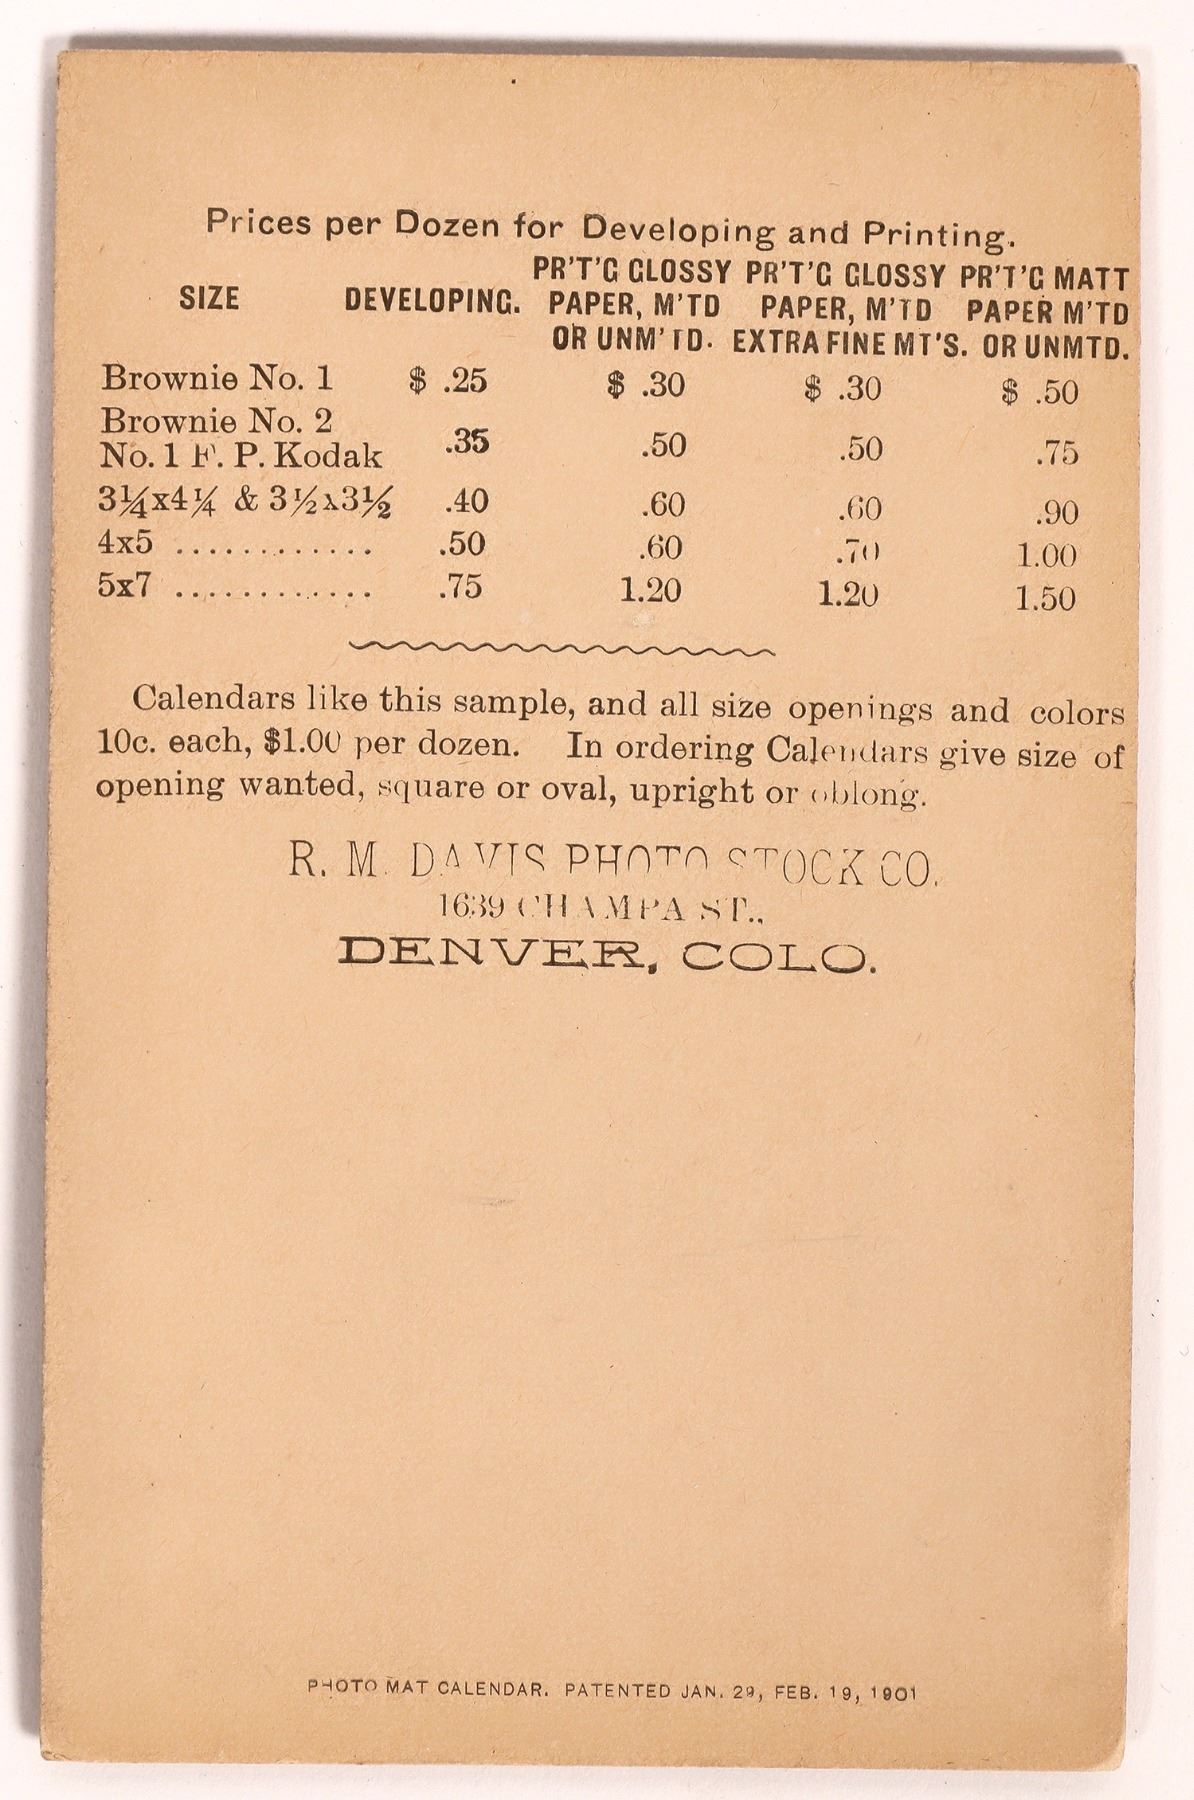 Prices per Dozen for Developing and Printing.
PR'T'G GLOSSY PR'T'G GLOSSY PR'T'G MATT
SIZE DEVELOPING. PAPER, M'TD PAPER, M'TD PAPER M'TD
OR UNM'TD. EXTRA FINE MT'S. OR UNMTD.
Brownie No. 1 $ .25 $ .30 $ .30 $ .50
Brownie No. 2
No. 1 F. P. Kodak .35 .50 .50 .75
3¼x4¼ & 3½x3½ .40 .60 .60 .90
4x5 ............. .50 .60 .70 1.00
5x7 ............. .75 1.20 1.20 1.50
Calendars like this sample, and all size openings and colors
10c. each, $1.00 per dozen. In ordering Calendars give size of
opening wanted, square or oval, upright or oblong.
R. M. DAVIS PHOTO STOCK CO.
1639 CHAMPA ST.,
DENVER, COLO.
PHOTO MAT CALENDAR. PATENTED JAN. 29, FEB. 19, 1901